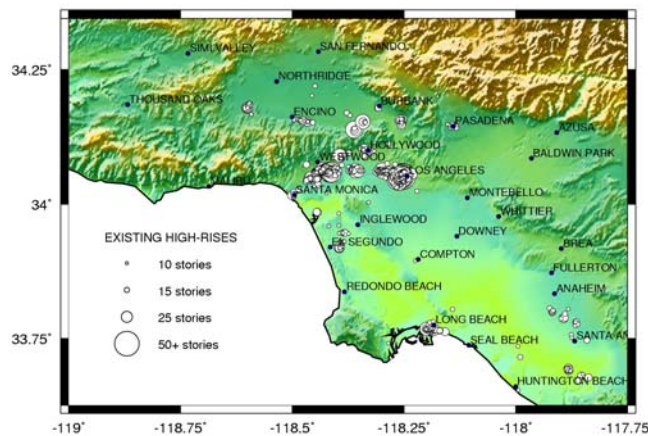 SIMI VALLEY
SAN FERNANDO
34.25°
NORTHRIDGE
THOUSAND OAKS
BURBANK
ENCINO
PASADENA
AZUSA
HOLLYWOOD
WESTWOOD
BALDWIN PARK
LOS ANGELES
MALIBU
SANTA MONICA
MONTEBELLO
34°
WHITTIER
INGLEWOOD
EXISTING HIGH-RISES
EL SEGUNDO
DOWNEY
BREA
10 stories
COMPTON
FULLERTON
15 stories
REDONDO BEACH
ANAHEIM
25 stories
LONG BEACH
50+ stories
33.75°
SEAL BEACH
SANTA AN
HUNTINGTON BEACH
-119° -118.75° -118.5° -118.25° -118° -117.75°